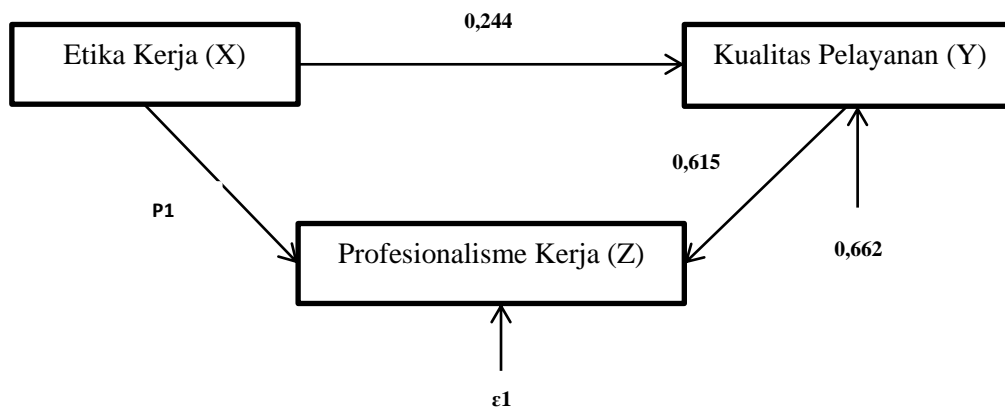 0,244
Etika Kerja (X)
Kualitas Pelayanan (Y)
0,615
P1
Profesionalisme Kerja (Z)
0,662
ε1